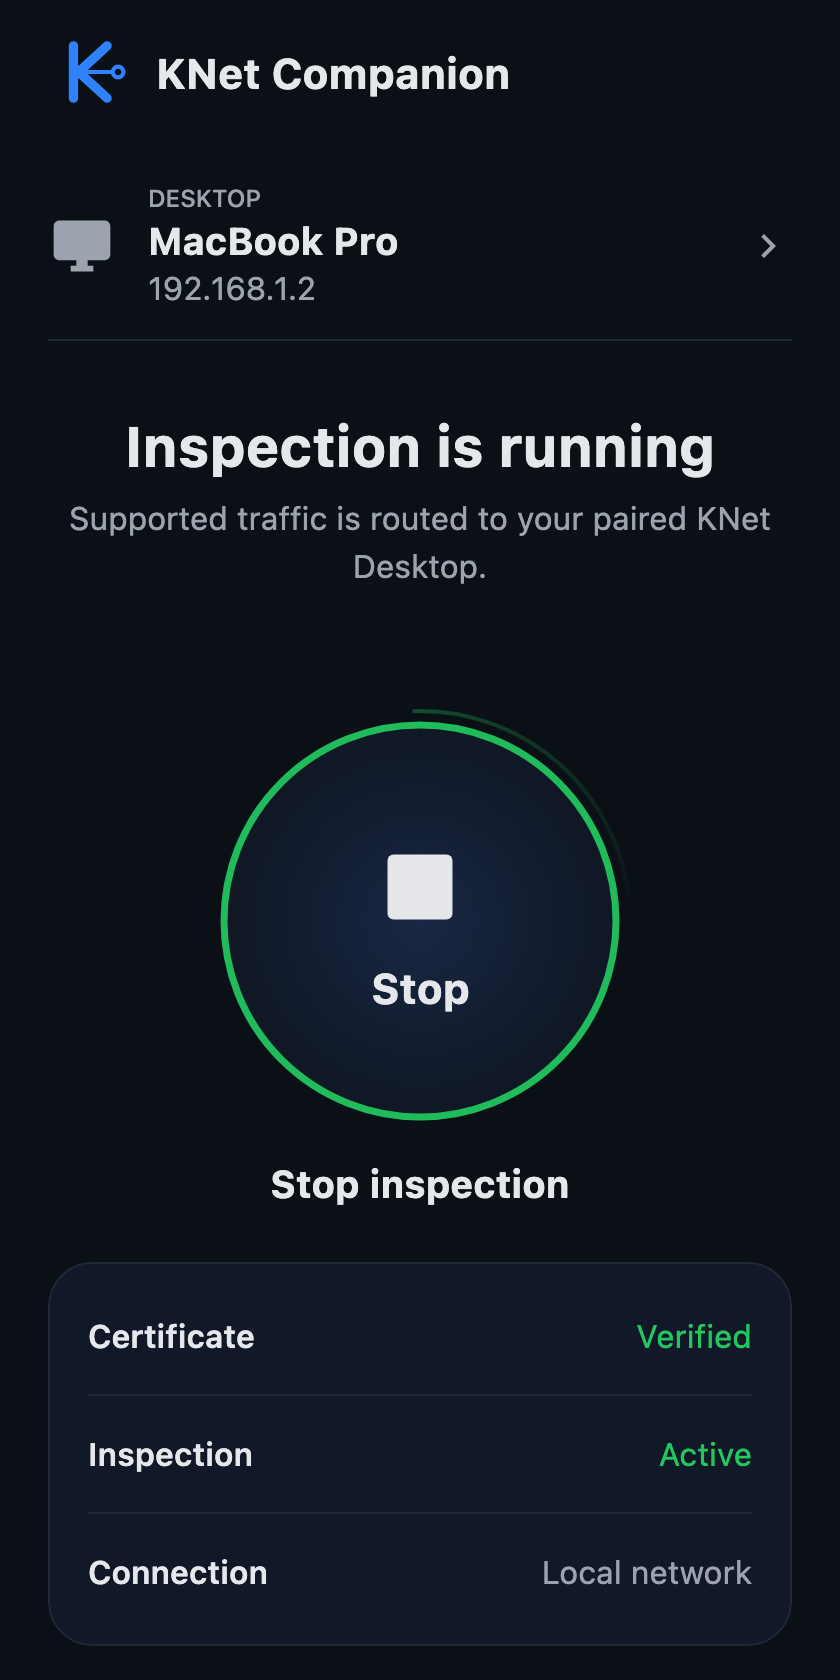 KNet Companion
DESKTOP
MacBook Pro
192.168.1.2
Inspection is running
Supported traffic is routed to your paired KNet
Desktop.
Stop
Stop inspection
Certificate Verified
Inspection Active
Connection Local network